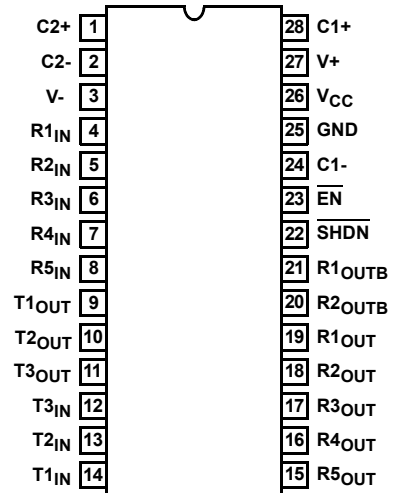 C2+ 1 28 C1+
C2- 2 27 V+
V- 3 26 VCC
R1IN 4 25 GND
R2IN 5 24 C1-
R3IN 6 23 EN
R4IN 7 22 SHDN
R5IN 8 21 R1OUTB
T1OUT 9 20 R2OUTB
T2OUT 10 19 R1OUT
T3OUT 11 18 R2OUT
T3IN 12 17 R3OUT
T2IN 13 16 R4OUT
T1IN 14 15 R5OUT